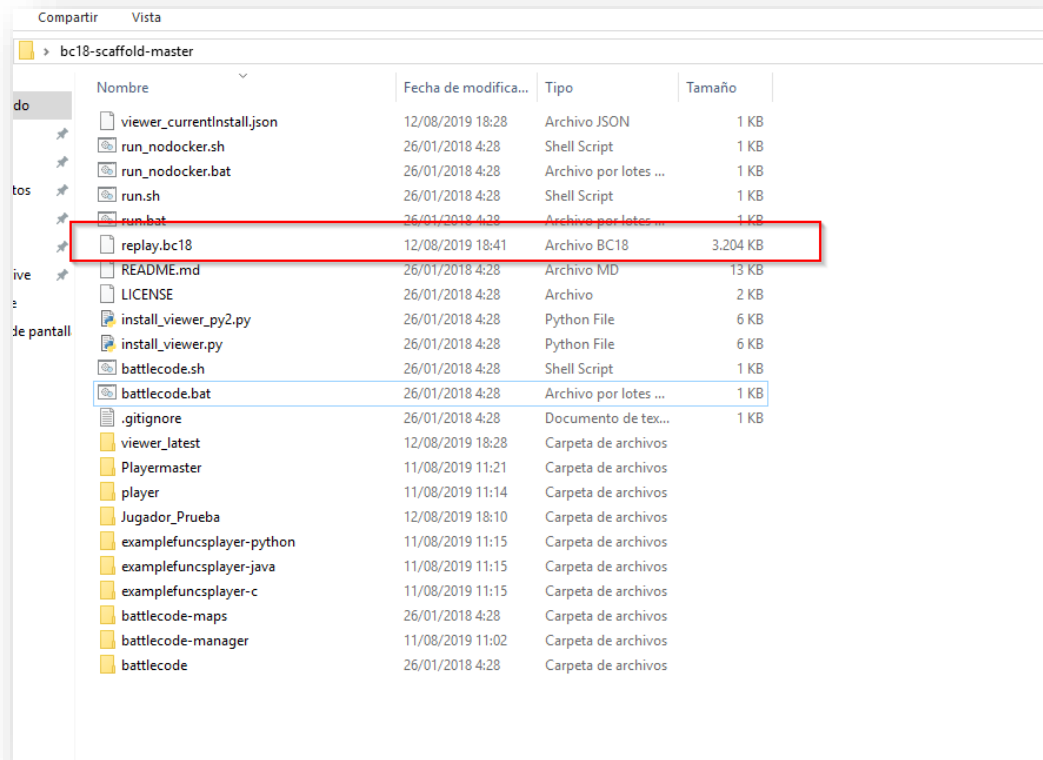 Compartir Vista
> bc18-scaffold-master
Nombre Fecha de modifica... Tipo Tamaño
do
viewer_currentInstall.json 12/08/2019 18:28 Archivo JSON 1 KB
run_nodocker.sh 26/01/2018 4:28 Shell Script 1 KB
run_nodocker.bat 26/01/2018 4:28 Archivo por lotes ... 1 KB
tos run.sh 26/01/2018 4:28 Shell Script 1 KB
run.bat 26/01/2018 4:28 Archivo por lotes ... 1 KB
replay.bc18 12/08/2019 18:41 Archivo BC18 3.204 KB
ive README.md 26/01/2018 4:28 Archivo MD 13 KB
e LICENSE 26/01/2018 4:28 Archivo 2 KB
de pantall install_viewer_py2.py 26/01/2018 4:28 Python File 6 KB
install_viewer.py 26/01/2018 4:28 Python File 6 KB
battlecode.sh 26/01/2018 4:28 Shell Script 1 KB
battlecode.bat 26/01/2018 4:28 Archivo por lotes ... 1 KB
.gitignore 26/01/2018 4:28 Documento de tex... 1 KB
viewer_latest 12/08/2019 18:28 Carpeta de archivos
Playermaster 11/08/2019 11:21 Carpeta de archivos
player 11/08/2019 11:14 Carpeta de archivos
Jugador_Prueba 12/08/2019 18:10 Carpeta de archivos
examplefuncsplayer-python 11/08/2019 11:15 Carpeta de archivos
examplefuncsplayer-java 11/08/2019 11:15 Carpeta de archivos
examplefuncsplayer-c 11/08/2019 11:15 Carpeta de archivos
battlecode-maps 26/01/2018 4:28 Carpeta de archivos
battlecode-manager 11/08/2019 11:02 Carpeta de archivos
battlecode 26/01/2018 4:28 Carpeta de archivos